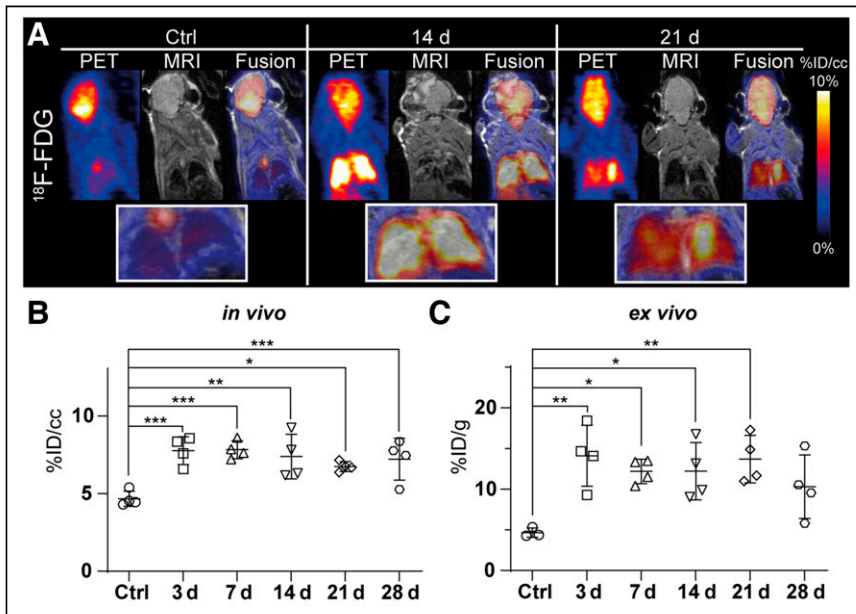 A
Ctrl
14 d
21 d
PET MRI Fusion PET MRI Fusion PET MRI Fusion
%ID/cc
10%
18F-FDG
0%
B
in vivo
C
ex vivo
***
*
**
***
***
%ID/cc
10
5
0
Ctrl 3 d 7 d 14 d 21 d 28 d
**
*
*
**
%ID/g
20
10
0
Ctrl 3 d 7 d 14 d 21 d 28 d